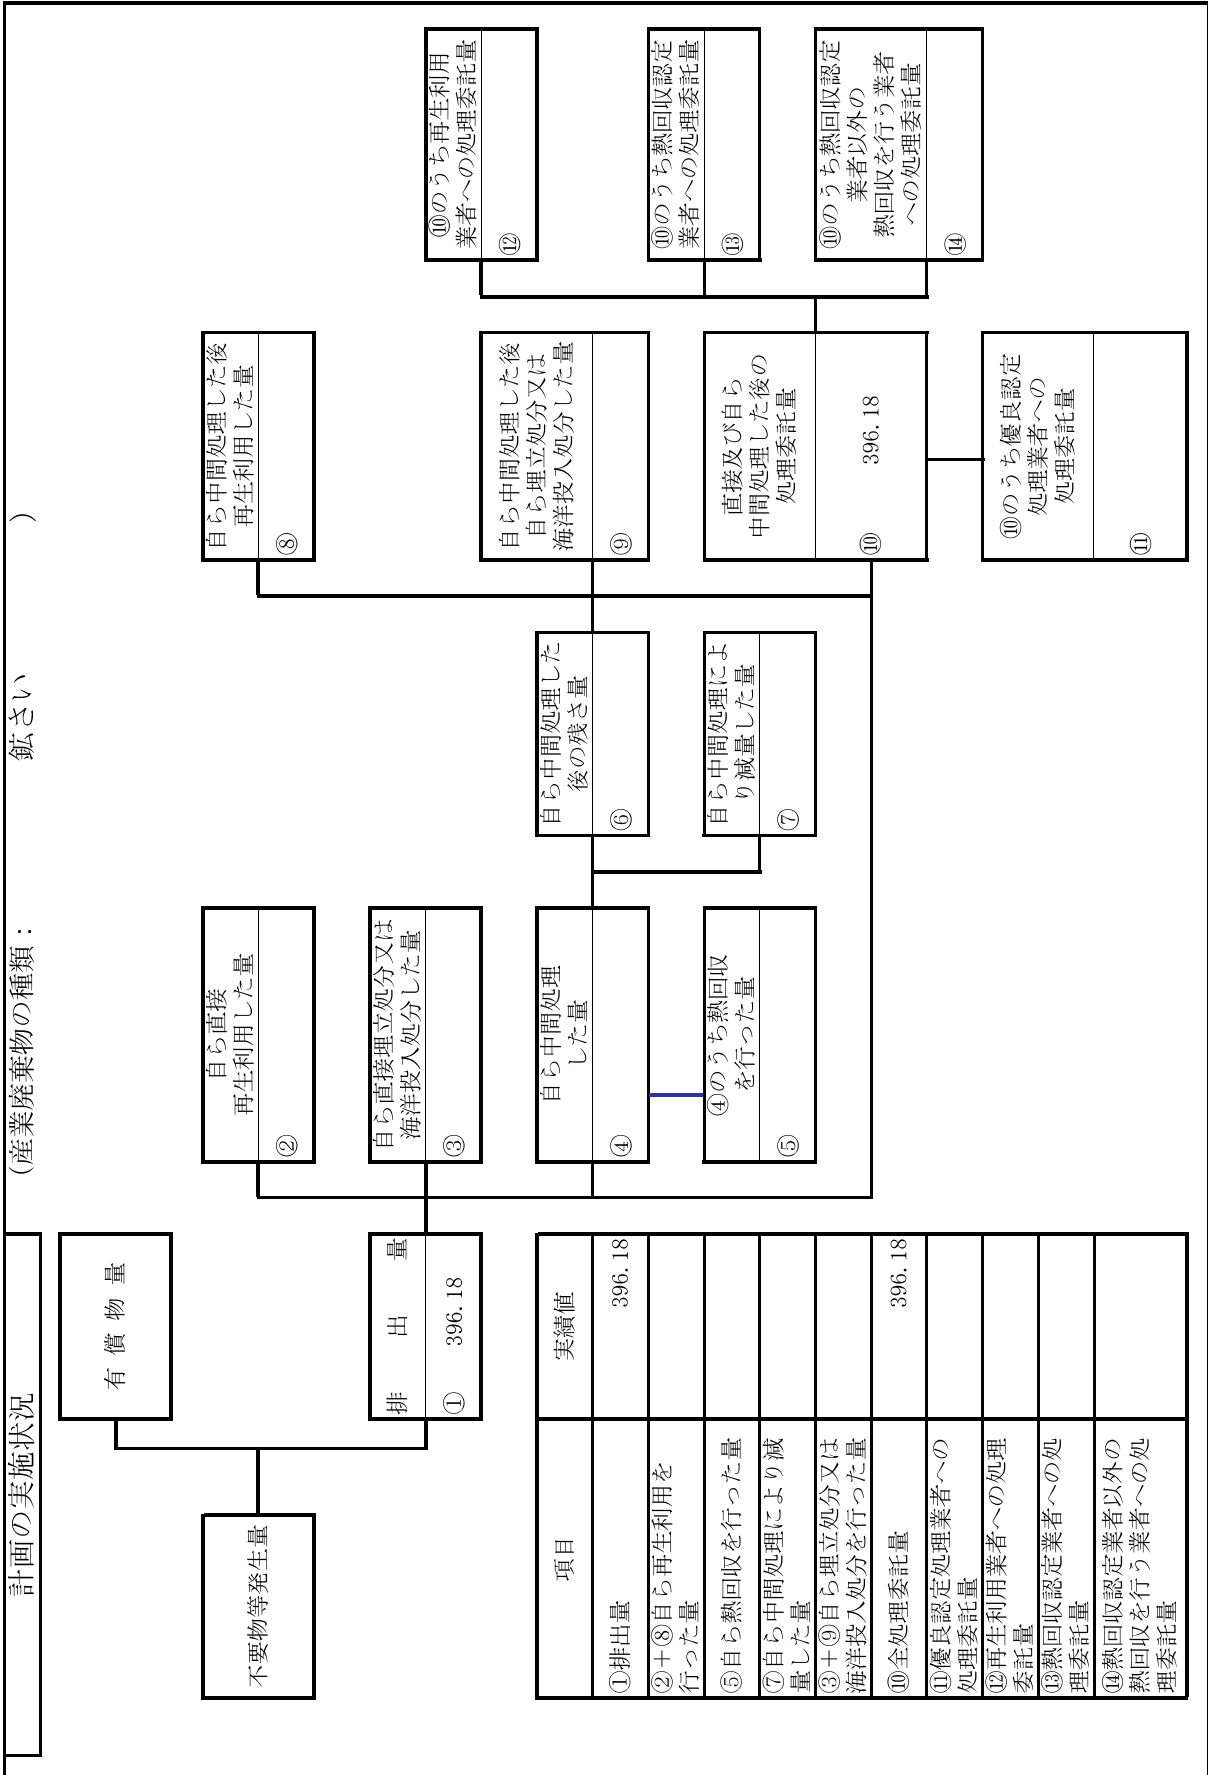 計画の実施状況
(産業廃棄物の種類： 鉱さい )
不要物等発生量
有償物量
排出量
① 396.18
自ら直接
再生利用した量
②
自ら直接埋立処分又は
海洋投入処分した量
③
自ら中間処理
した量
④
④のうち熱回収
を行った量
⑤
自ら中間処理した
後の残さ量
⑥
自ら中間処理によ
り減量した量
⑦
自ら中間処理した後
再生利用した量
⑧
自ら中間処理した後
自ら埋立処分又は
海洋投入処分した量
⑨
直接及び自ら
中間処理した後の
処理委託量
⑩ 396.18
⑩のうち優良認定
処理業者への
処理委託量
⑪
⑩のうち再生利用
業者への処理委託量
⑫
⑩のうち熱回収認定
業者への処理委託量
⑬
⑩のうち熱回収認定
業者以外の
熱回収を行う業者
への処理委託量
⑭
項目 実績値
①排出量 396.18
②＋⑧自ら再生利用を
行った量
⑤自ら熱回収を行った量
⑦自ら中間処理により減
量した量
③＋⑨自ら埋立処分又は
海洋投入処分を行った量
⑩全処理委託量 396.18
⑪優良認定処理業者への
処理委託量
⑫再生利用業者への処理
委託量
⑬熱回収認定業者への処
理委託量
⑭熱回収認定業者以外の
熱回収を行う業者への処
理委託量